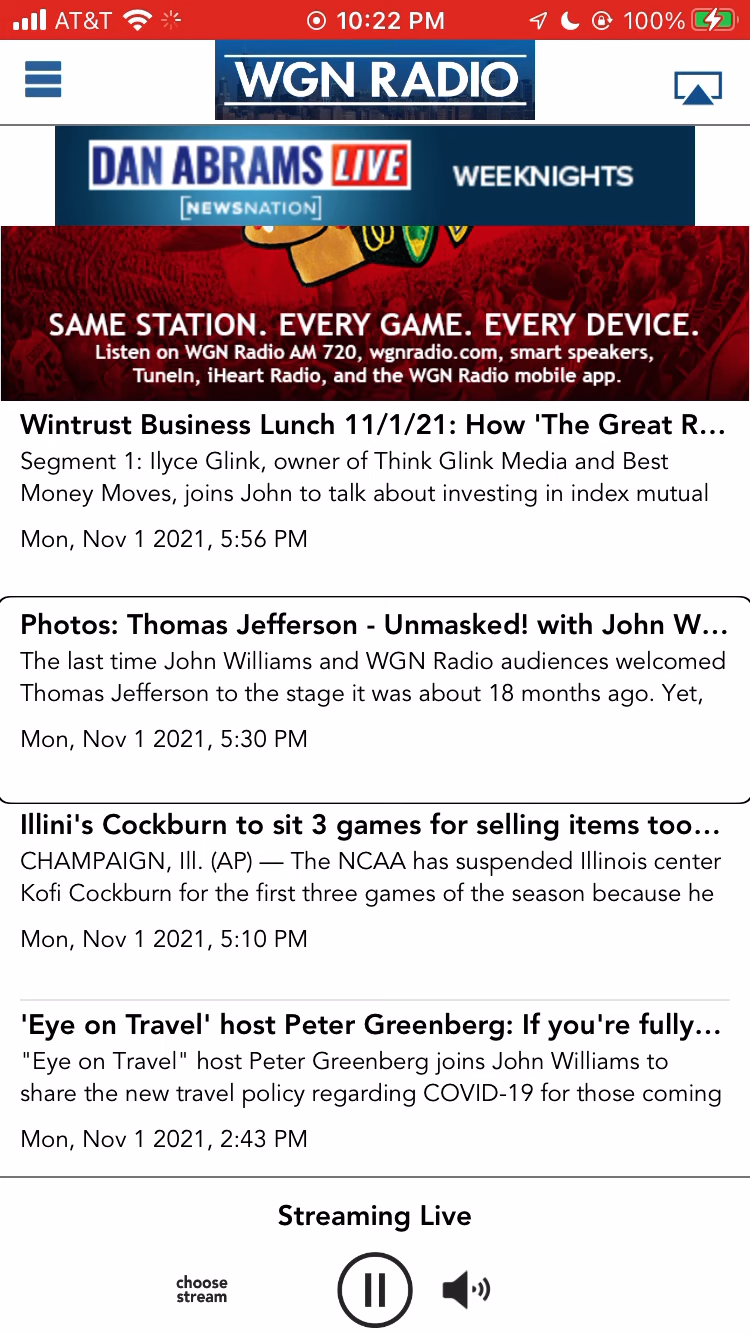 AT&T 10:22 PM 100%
WGN RADIO
DAN ABRAMS LIVE WEEKNIGHTS
[NEWSNATION]
SAME STATION. EVERY GAME. EVERY DEVICE.
Listen on WGN Radio AM 720, wgnradio.com, smart speakers,
TuneIn, iHeart Radio, and the WGN Radio mobile app.
Wintrust Business Lunch 11/1/21: How 'The Great R...
Segment 1: Ilyce Glink, owner of Think Glink Media and Best
Money Moves, joins John to talk about investing in index mutual
Mon, Nov 1 2021, 5:56 PM
Photos: Thomas Jefferson - Unmasked! with John W...
The last time John Williams and WGN Radio audiences welcomed
Thomas Jefferson to the stage it was about 18 months ago. Yet,
Mon, Nov 1 2021, 5:30 PM
Illini's Cockburn to sit 3 games for selling items too...
CHAMPAIGN, Ill. (AP) — The NCAA has suspended Illinois center
Kofi Cockburn for the first three games of the season because he
Mon, Nov 1 2021, 5:10 PM
'Eye on Travel' host Peter Greenberg: If you're fully...
"Eye on Travel" host Peter Greenberg joins John Williams to
share the new travel policy regarding COVID-19 for those coming
Mon, Nov 1 2021, 2:43 PM
Streaming Live
choose
stream